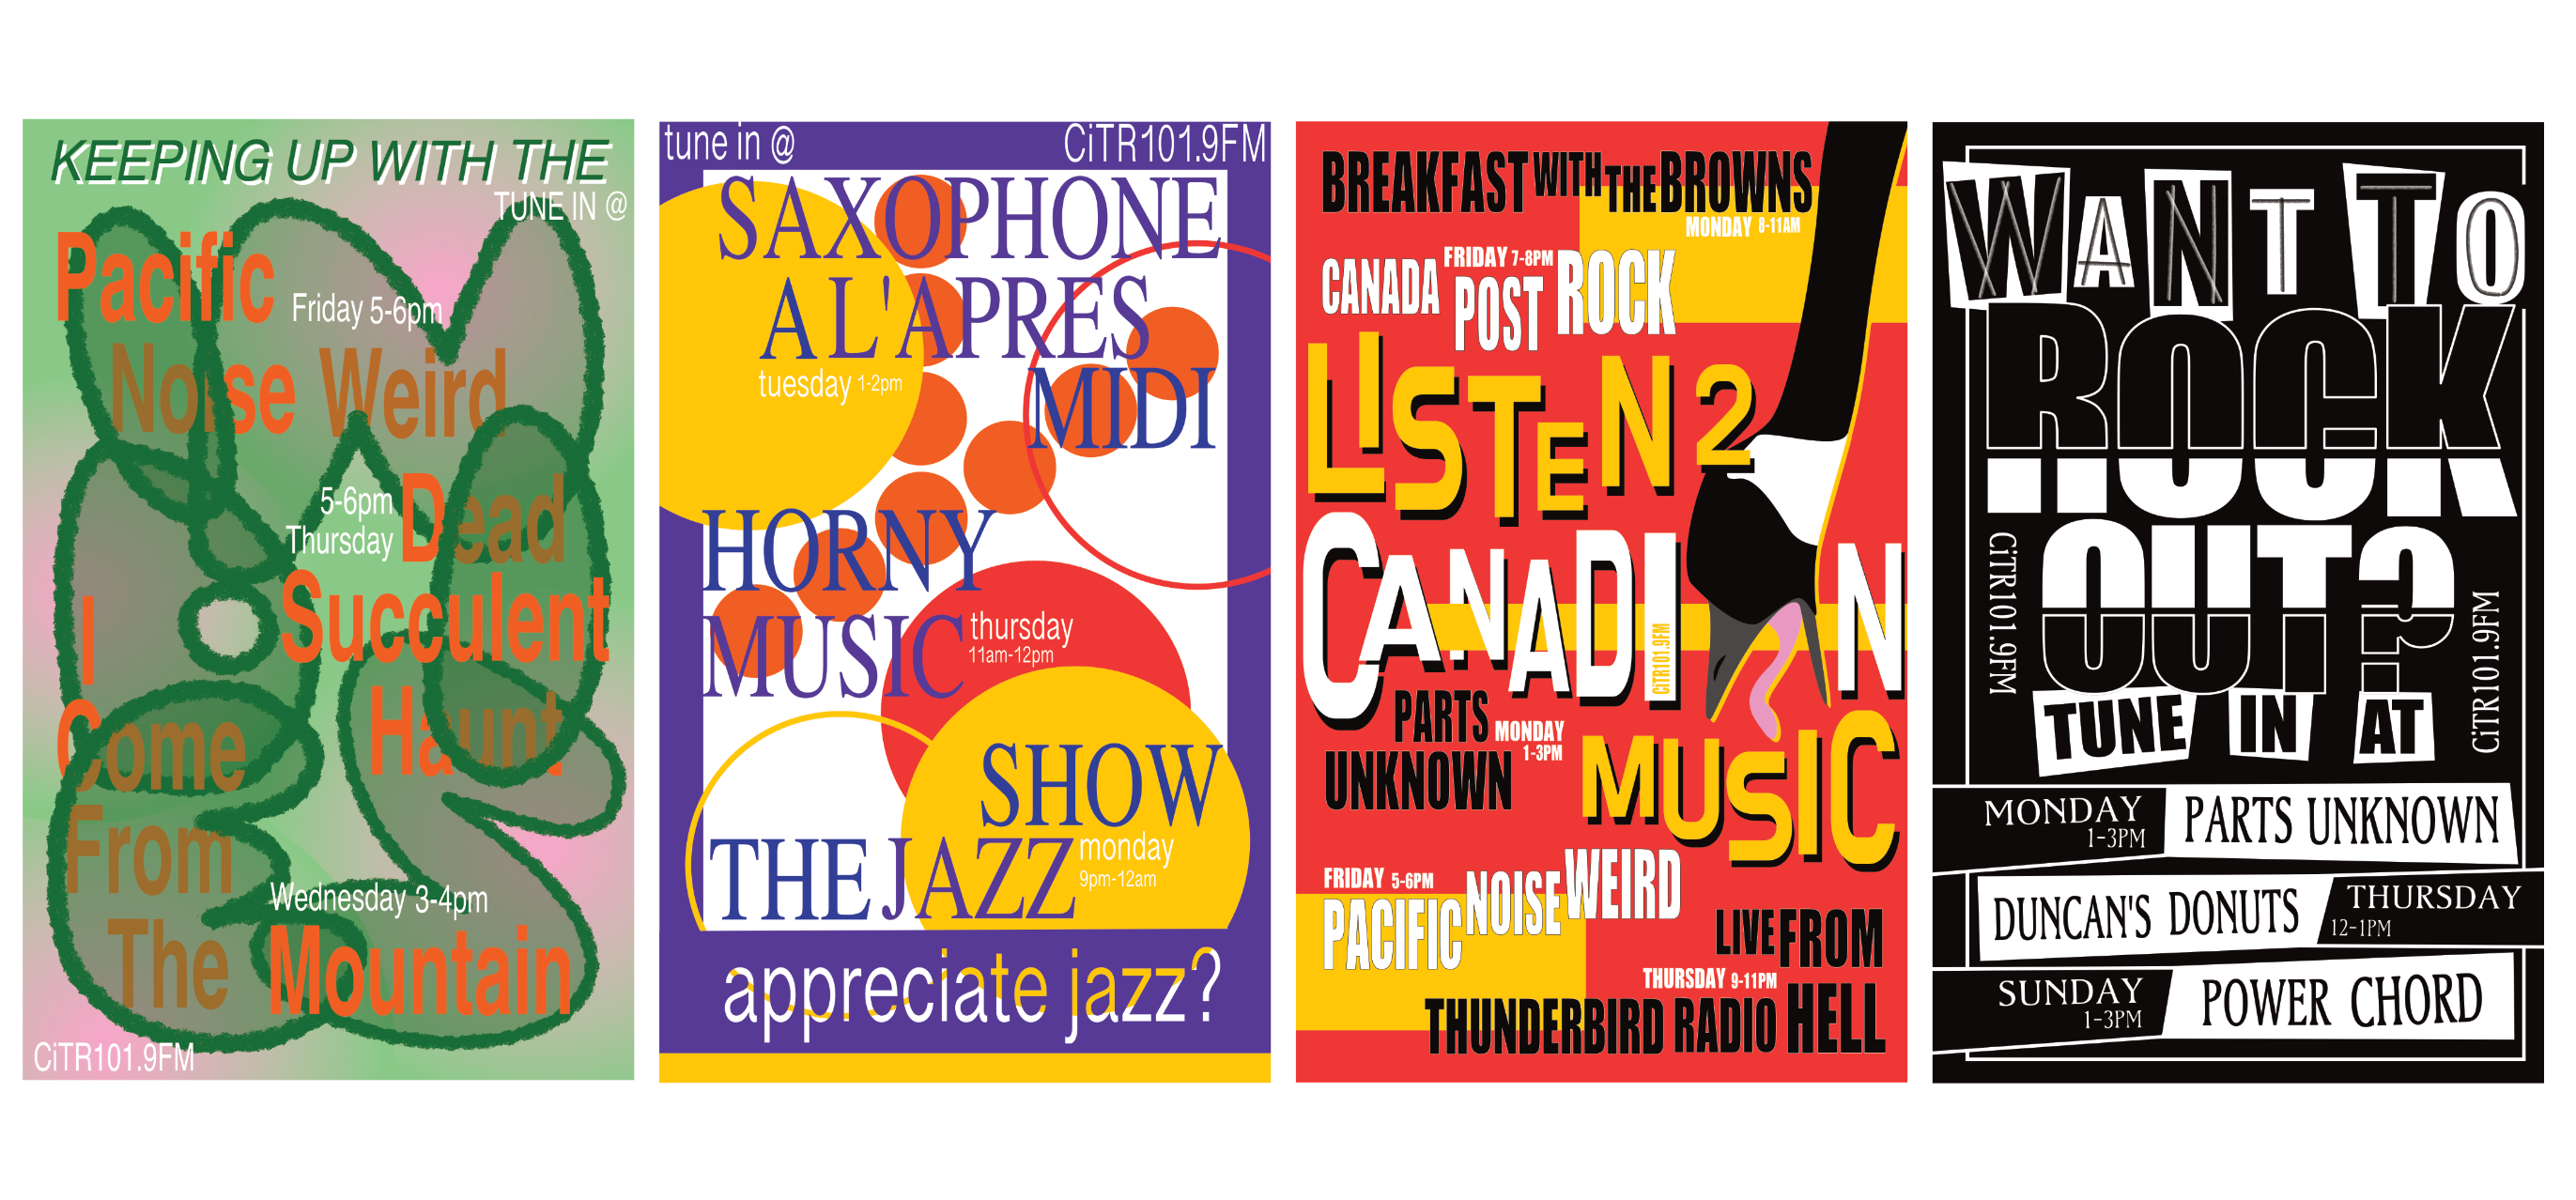 KEEPING UP WITH THE
TUNE IN @
Pacific
Friday 5-6pm
Noise Weird
5-6pm
Thursday
Dead
Succulent
Haunt
I
Come
From
The
Wednesday 3-4pm
Mountain
CiTR101.9FM
tune in @
CiTR101.9FM
SAXOPHONE
A L'APRES
tuesday 1-2pm
MIDI
HORNY
MUSIC
thursday
11am-12pm
SHOW
THE JAZZ
monday
9pm-12am
appreciate jazz?
BREAKFAST WITH THE BROWNS
MONDAY 8-11AM
FRIDAY 7-8PM
CANADA POST ROCK
LISTEN 2
CANADI N
CiTR101.9FM
PARTS
UNKNOWN
MONDAY
1-3PM
MUSIC
FRIDAY 5-6PM
PACIFIC NOISE WEIRD
LIVE FROM
THURSDAY 9-11PM
THUNDERBIRD RADIO HELL
WANT TO
ROCK
OUT?
CiTR101.9FM
CiTR101.9FM
TUNE IN AT
MONDAY
1-3PM
PARTS UNKNOWN
DUNCAN'S DONUTS
THURSDAY
12-1PM
SUNDAY
1-3PM
POWER CHORD